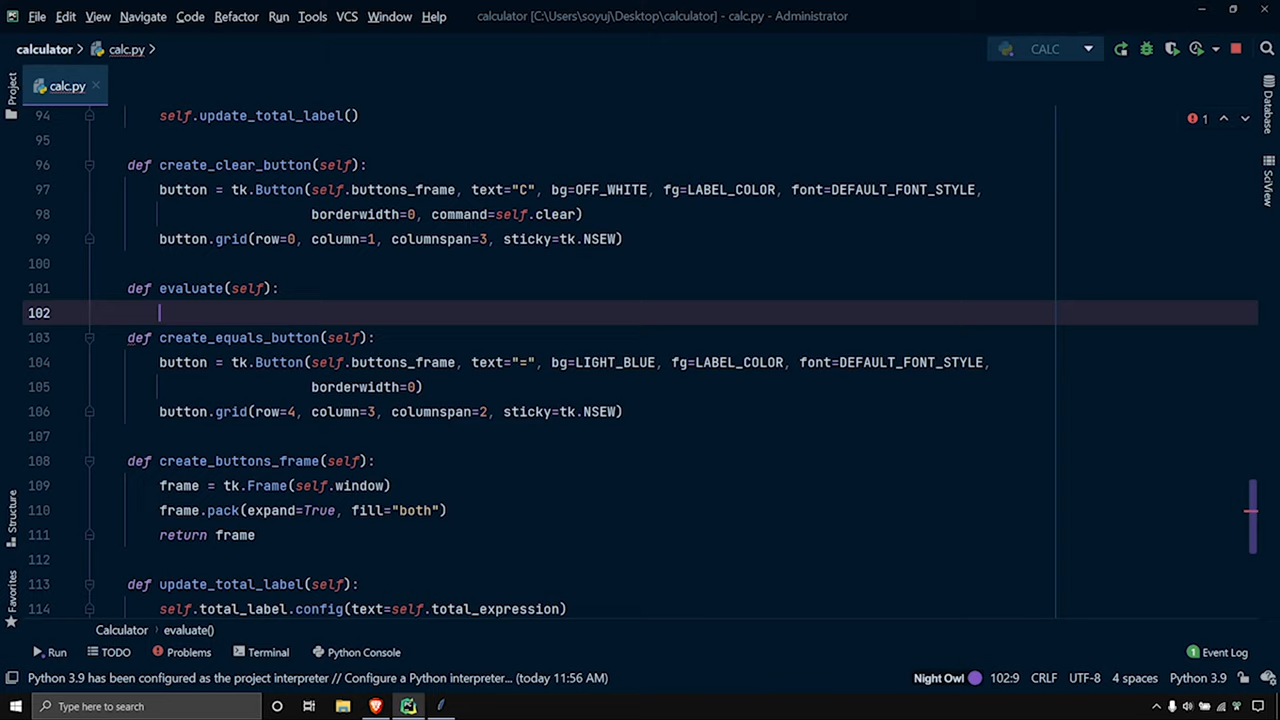 File Edit View Navigate Code Refactor Run Tools VCS Window Help calculator [C:\Users\soyuj\Desktop\calculator] - calc.py - Administrator
calculator calc.py CALC
Project calc.py Database
94 self.update_total_label() 1
95
96 def create_clear_button(self):
97 button = tk.Button(self.buttons_frame, text="C", bg=OFF_WHITE, fg=LABEL_COLOR, font=DEFAULT_FONT_STYLE,
SciView
98 borderwidth=0, command=self.clear)
99 button.grid(row=0, column=1, columnspan=3, sticky=tk.NSEW)
100
101 def evaluate(self):
102
103 def create_equals_button(self):
104 button = tk.Button(self.buttons_frame, text="=", bg=LIGHT_BLUE, fg=LABEL_COLOR, font=DEFAULT_FONT_STYLE,
105 borderwidth=0)
106 button.grid(row=4, column=3, columnspan=2, sticky=tk.NSEW)
107
108 def create_buttons_frame(self):
109 frame = tk.Frame(self.window)
110 frame.pack(expand=True, fill="both")
Structure
111 return frame
112
113 def update_total_label(self):
Favorites
114 self.total_label.config(text=self.total_expression)
Calculator evaluate()
Run TODO Problems Terminal Python Console 1 Event Log
Python 3.9 has been configured as the project interpreter // Configure a Python interpreter... (today 11:56 AM) Night Owl 102:9 CRLF UTF-8 4 spaces Python 3.9
Type here to search